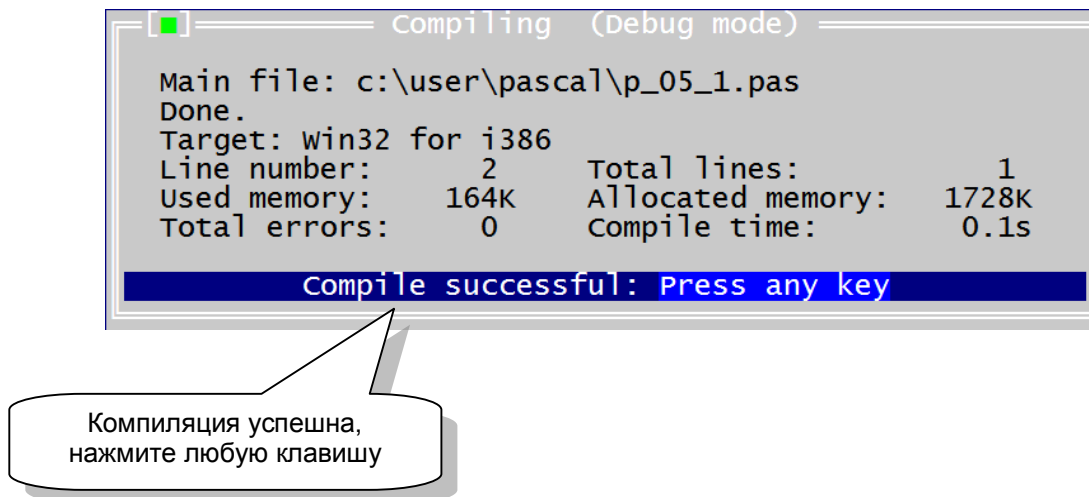 [■] Compiling (Debug mode)
Main file: c:\user\pascal\p_05_1.pas
Done.
Target: Win32 for i386
Line number: 2 Total lines: 1
Used memory: 164K Allocated memory: 1728K
Total errors: 0 Compile time: 0.1s
Compile successful: Press any key
Компиляция успешна,
нажмите любую клавишу